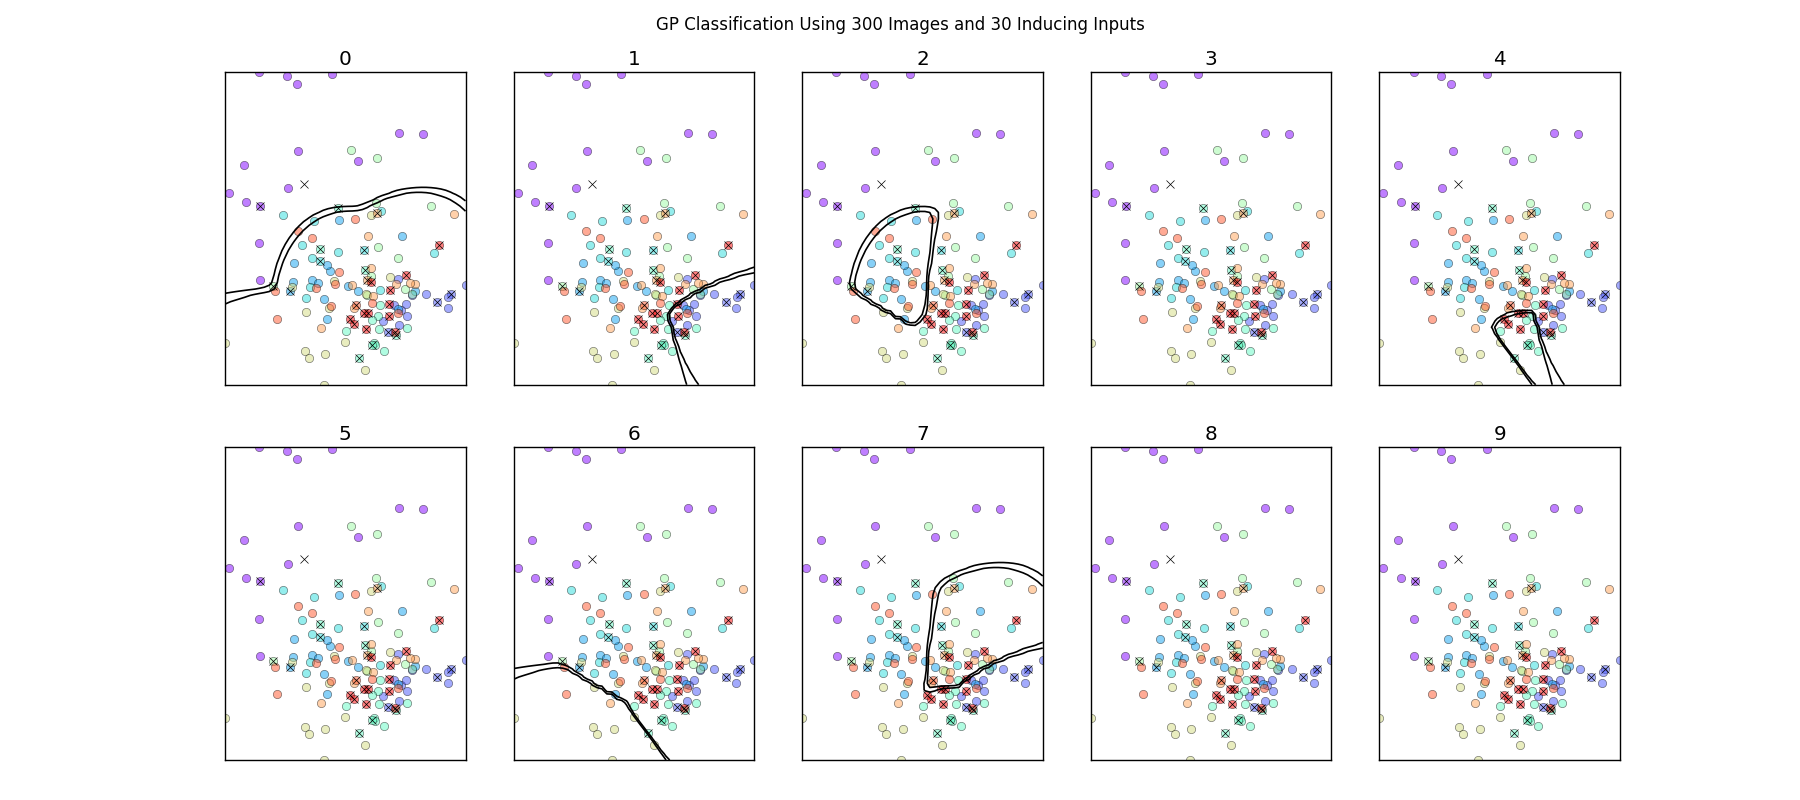 GP Classification Using 300 Images and 30 Inducing Inputs
0 1 2 3 4
5 6 7 8 9